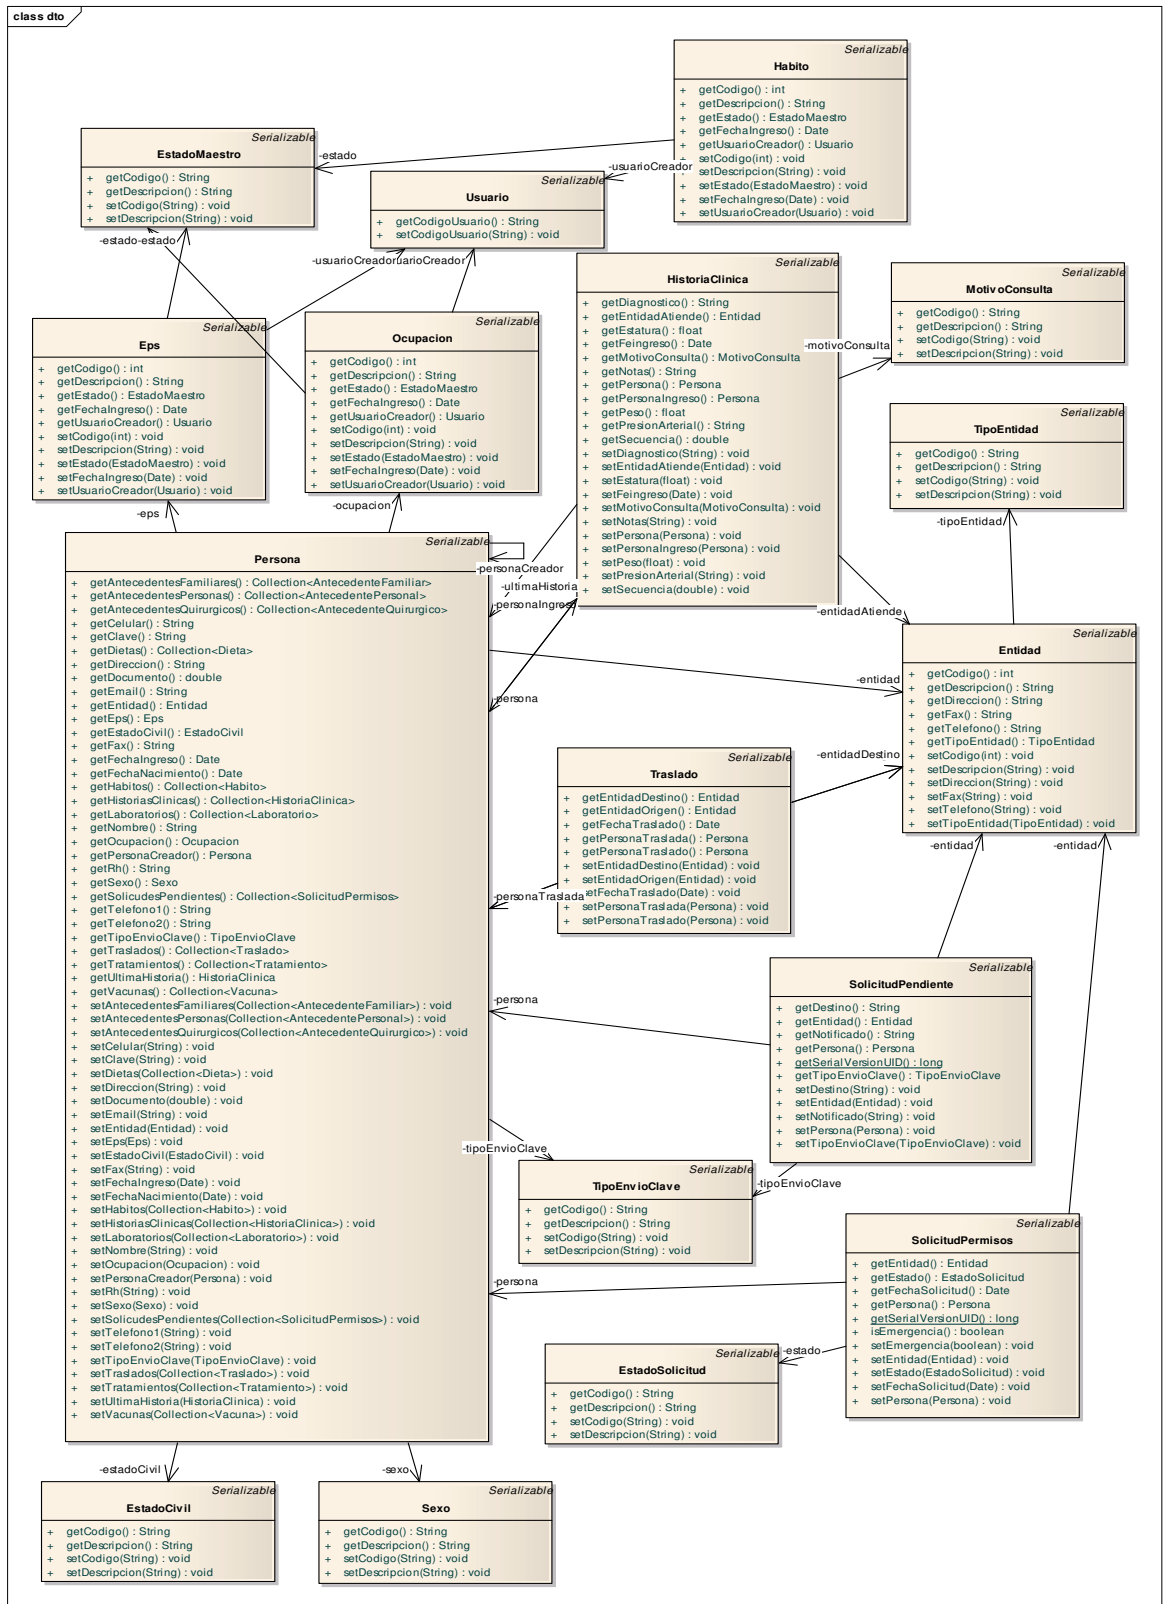 class dto
Serializable
Habito
+ getCodigo() : int
+ getDescripcion() : String
+ getEstado() : EstadoMaestro
+ getFechaIngreso() : Date
+ getUsuarioCreador() : Usuario
+ setCodigo(int) : void
+ setDescripcion(String) : void
+ setEstado(EstadoMaestro) : void
+ setFechaIngreso(Date) : void
+ setUsuarioCreador(Usuario) : void
Serializable
EstadoMaestro
+ getCodigo() : String
+ getDescripcion() : String
+ setCodigo(String) : void
+ setDescripcion(String) : void
-estado
-usuarioCreador
Serializable
Usuario
+ getCodigoUsuario() : String
+ setCodigoUsuario(String) : void
-estado
-estado
-usuarioCreador
uarioCreador
Serializable
HistoriaClinica
+ getDiagnostico() : String
+ getEntidadAtiende() : Entidad
+ getEstatura() : float
+ getFeingreso() : Date
+ getMotivoConsulta() : MotivoConsulta
+ getNotas() : String
+ getPersona() : Persona
+ getPersonaIngreso() : Persona
+ getPeso() : float
+ getPresionArterial() : String
+ getSecuencia() : double
+ setDiagnostico(String) : void
+ setEntidadAtiende(Entidad) : void
+ setEstatura(float) : void
+ setFeingreso(Date) : void
+ setMotivoConsulta(MotivoConsulta) : void
+ setNotas(String) : void
+ setPersona(Persona) : void
+ setPersonaIngreso(Persona) : void
+ setPeso(float) : void
+ setPresionArterial(String) : void
+ setSecuencia(double) : void
Serializable
MotivoConsulta
+ getCodigo() : String
+ getDescripcion() : String
+ setCodigo(String) : void
+ setDescripcion(String) : void
-motivoConsulta
Serializable
Eps
+ getCodigo() : int
+ getDescripcion() : String
+ getEstado() : EstadoMaestro
+ getFechaIngreso() : Date
+ getUsuarioCreador() : Usuario
+ setCodigo(int) : void
+ setDescripcion(String) : void
+ setEstado(EstadoMaestro) : void
+ setFechaIngreso(Date) : void
+ setUsuarioCreador(Usuario) : void
Serializable
Ocupacion
+ getCodigo() : int
+ getDescripcion() : String
+ getEstado() : EstadoMaestro
+ getFechaIngreso() : Date
+ getUsuarioCreador() : Usuario
+ setCodigo(int) : void
+ setDescripcion(String) : void
+ setEstado(EstadoMaestro) : void
+ setFechaIngreso(Date) : void
+ setUsuarioCreador(Usuario) : void
Serializable
TipoEntidad
+ getCodigo() : String
+ getDescripcion() : String
+ setCodigo(String) : void
+ setDescripcion(String) : void
-tipoEntidad
-eps
-ocupacion
Serializable
Persona
+ getAntecedentesFamiliares() : Collection<AntecedenteFamiliar>
+ getAntecedentesPersonas() : Collection<AntecedentePersonal>
+ getAntecedentesQuirurgicos() : Collection<AntecedenteQuirurgico>
+ getCelular() : String
+ getClave() : String
+ getDietas() : Collection<Dieta>
+ getDireccion() : String
+ getDocumento() : double
+ getEmail() : String
+ getEntidad() : Entidad
+ getEps() : Eps
+ getEstadoCivil() : EstadoCivil
+ getFax() : String
+ getFechaIngreso() : Date
+ getFechaNacimiento() : Date
+ getHabitos() : Collection<Habito>
+ getHistoriasClinicas() : Collection<HistoriaClinica>
+ getLaboratorios() : Collection<Laboratorio>
+ getNombre() : String
+ getOcupacion() : Ocupacion
+ getPersonaCreador() : Persona
+ getRh() : String
+ getSexo() : Sexo
+ getSolicudesPendientes() : Collection<SolicitudPermisos>
+ getTelefono1() : String
+ getTelefono2() : String
+ getTipoEnvioClave() : TipoEnvioClave
+ getTraslados() : Collection<Traslado>
+ getTratamientos() : Collection<Tratamiento>
+ getUltimaHistoria() : HistoriaClinica
+ getVacunas() : Collection<Vacuna>
+ setAntecedentesFamiliares(Collection<AntecedenteFamiliar>) : void
+ setAntecedentesPersonas(Collection<AntecedentePersonal>) : void
+ setAntecedentesQuirurgicos(Collection<AntecedenteQuirurgico>) : void
+ setCelular(String) : void
+ setClave(String) : void
+ setDietas(Collection<Dieta>) : void
+ setDireccion(String) : void
+ setDocumento(double) : void
+ setEmail(String) : void
+ setEntidad(Entidad) : void
+ setEps(Eps) : void
+ setEstadoCivil(EstadoCivil) : void
+ setFax(String) : void
+ setFechaIngreso(Date) : void
+ setFechaNacimiento(Date) : void
+ setHabitos(Collection<Habito>) : void
+ setHistoriasClinicas(Collection<HistoriaClinica>) : void
+ setLaboratorios(Collection<Laboratorio>) : void
+ setNombre(String) : void
+ setOcupacion(Ocupacion) : void
+ setPersonaCreador(Persona) : void
+ setRh(String) : void
+ setSexo(Sexo) : void
+ setSolicudesPendientes(Collection<SolicitudPermisos>) : void
+ setTelefono1(String) : void
+ setTelefono2(String) : void
+ setTipoEnvioClave(TipoEnvioClave) : void
+ setTraslados(Collection<Traslado>) : void
+ setTratamientos(Collection<Tratamiento>) : void
+ setUltimaHistoria(HistoriaClinica) : void
+ setVacunas(Collection<Vacuna>) : void
-personaCreador
-ultimaHistoria
-personaIngreso
-persona
-entidadAtiende
Serializable
Entidad
+ getCodigo() : int
+ getDescripcion() : String
+ getDireccion() : String
+ getFax() : String
+ getTelefono() : String
+ getTipoEntidad() : TipoEntidad
+ setCodigo(int) : void
+ setDescripcion(String) : void
+ setDireccion(String) : void
+ setFax(String) : void
+ setTelefono(String) : void
+ setTipoEntidad(TipoEntidad) : void
-entidad
-entidadDestino
Serializable
Traslado
+ getEntidadDestino() : Entidad
+ getEntidadOrigen() : Entidad
+ getFechaTraslado() : Date
+ getPersonaTraslada() : Persona
+ getPersonaTraslado() : Persona
+ setEntidadDestino(Entidad) : void
+ setEntidadOrigen(Entidad) : void
setFechaTraslado(Date) : void
+ setPersonaTraslada(Persona) : void
+ setPersonaTraslado(Persona) : void
-personaTraslada
-entidad
-entidad
Serializable
SolicitudPendiente
+ getDestino() : String
+ getEntidad() : Entidad
+ getNotificado() : String
+ getPersona() : Persona
+ getSerialVersionUID() : long
+ getTipoEnvioClave() : TipoEnvioClave
+ setDestino(String) : void
+ setEntidad(Entidad) : void
+ setNotificado(String) : void
+ setPersona(Persona) : void
+ setTipoEnvioClave(TipoEnvioClave) : void
-persona
-tipoEnvioClave
Serializable
TipoEnvioClave
+ getCodigo() : String
+ getDescripcion() : String
+ setCodigo(String) : void
+ setDescripcion(String) : void
-tipoEnvioClave
Serializable
SolicitudPermisos
+ getEntidad() : Entidad
+ getEstado() : EstadoSolicitud
+ getFechaSolicitud() : Date
+ getPersona() : Persona
+ getSerialVersionUID() : long
+ isEmergencia() : boolean
+ setEmergencia(boolean) : void
+ setEntidad(Entidad) : void
+ setEstado(EstadoSolicitud) : void
+ setFechaSolicitud(Date) : void
+ setPersona(Persona) : void
-persona
-estado
Serializable
EstadoSolicitud
+ getCodigo() : String
+ getDescripcion() : String
+ setCodigo(String) : void
+ setDescripcion(String) : void
-estadoCivil
-sexo
Serializable
EstadoCivil
+ getCodigo() : String
+ getDescripcion() : String
+ setCodigo(String) : void
+ setDescripcion(String) : void
Serializable
Sexo
+ getCodigo() : String
+ getDescripcion() : String
+ setCodigo(String) : void
+ setDescripcion(String) : void